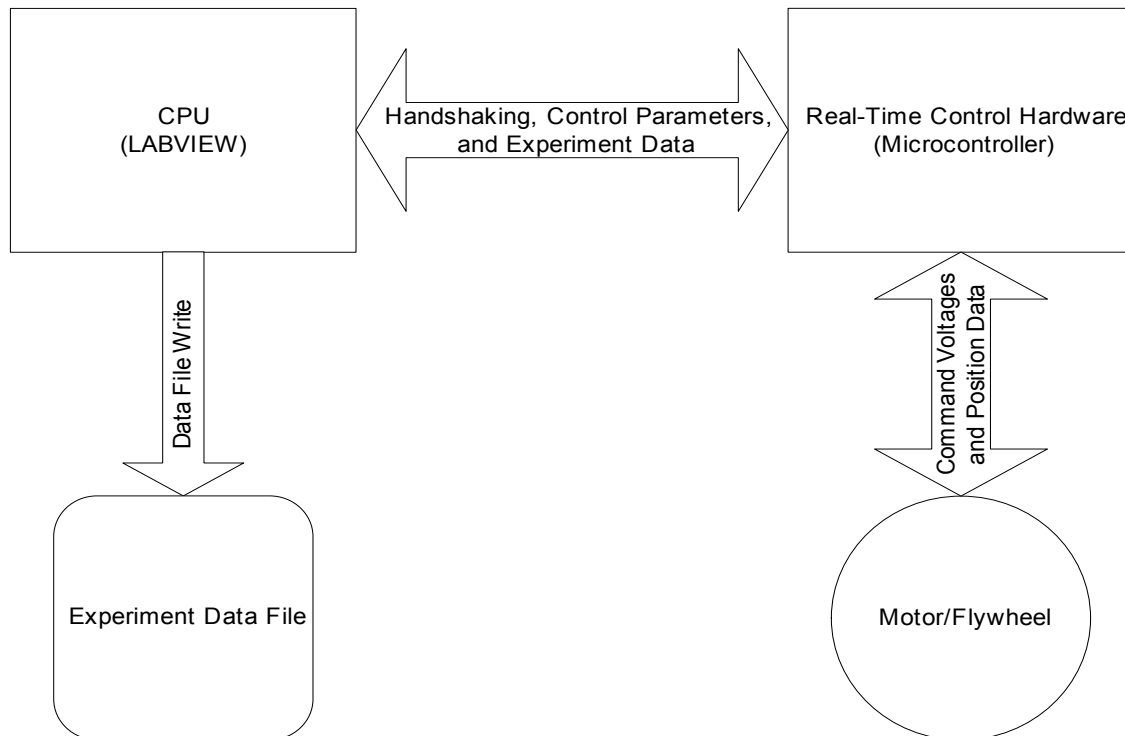 CPU
(LABVIEW)
Handshaking, Control Parameters,
and Experiment Data
Real-Time Control Hardware
(Microcontroller)
Data File Write
Command Voltages
and Position Data
Experiment Data File
Motor/Flywheel